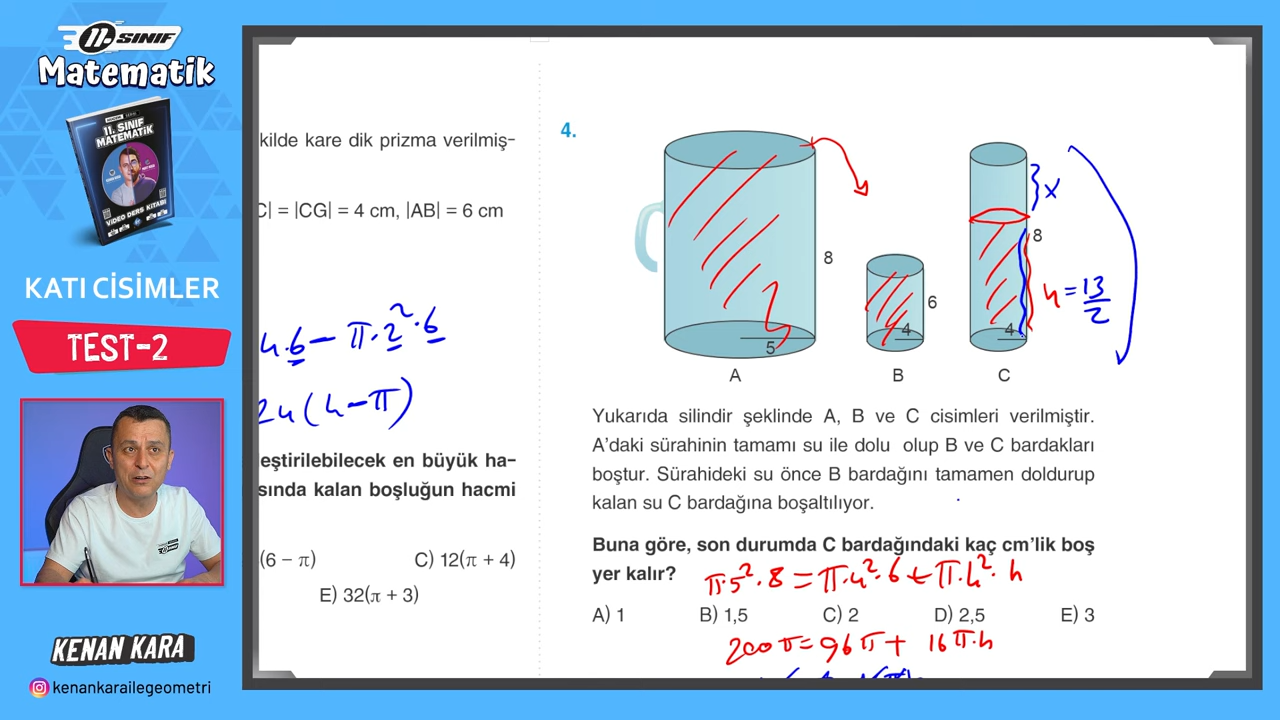 11.SINIF
Matematik
11. SINIF
MATEMATİK
VİDEO DERS KİTABI
KATI CİSİMLER
TEST-2
KENAN KARA
kenankarailegeometri
kilde kare dik prizma verilmiş-
C| = |CG| = 4 cm, |AB| = 6 cm
4.6 − π.2².6
24(4−π)
eştirilebilecek en büyük ha-
sında kalan boşluğun hacmi
(6 − π)
C) 12(π + 4)
E) 32(π + 3)
4.
8
5
A
6
4
B
x
8
h = 13/2
4
C
Yukarıda silindir şeklinde A, B ve C cisimleri verilmiştir.
A'daki sürahinin tamamı su ile dolu olup B ve C bardakları
boştur. Sürahideki su önce B bardağını tamamen doldurup
kalan su C bardağına boşaltılıyor.
Buna göre, son durumda C bardağındaki kaç cm'lik boş
yer kalır?
π.5².8 = π.4².6 + π.4².h
A) 1
B) 1,5
C) 2
D) 2,5
E) 3
200π = 96π + 16π.h